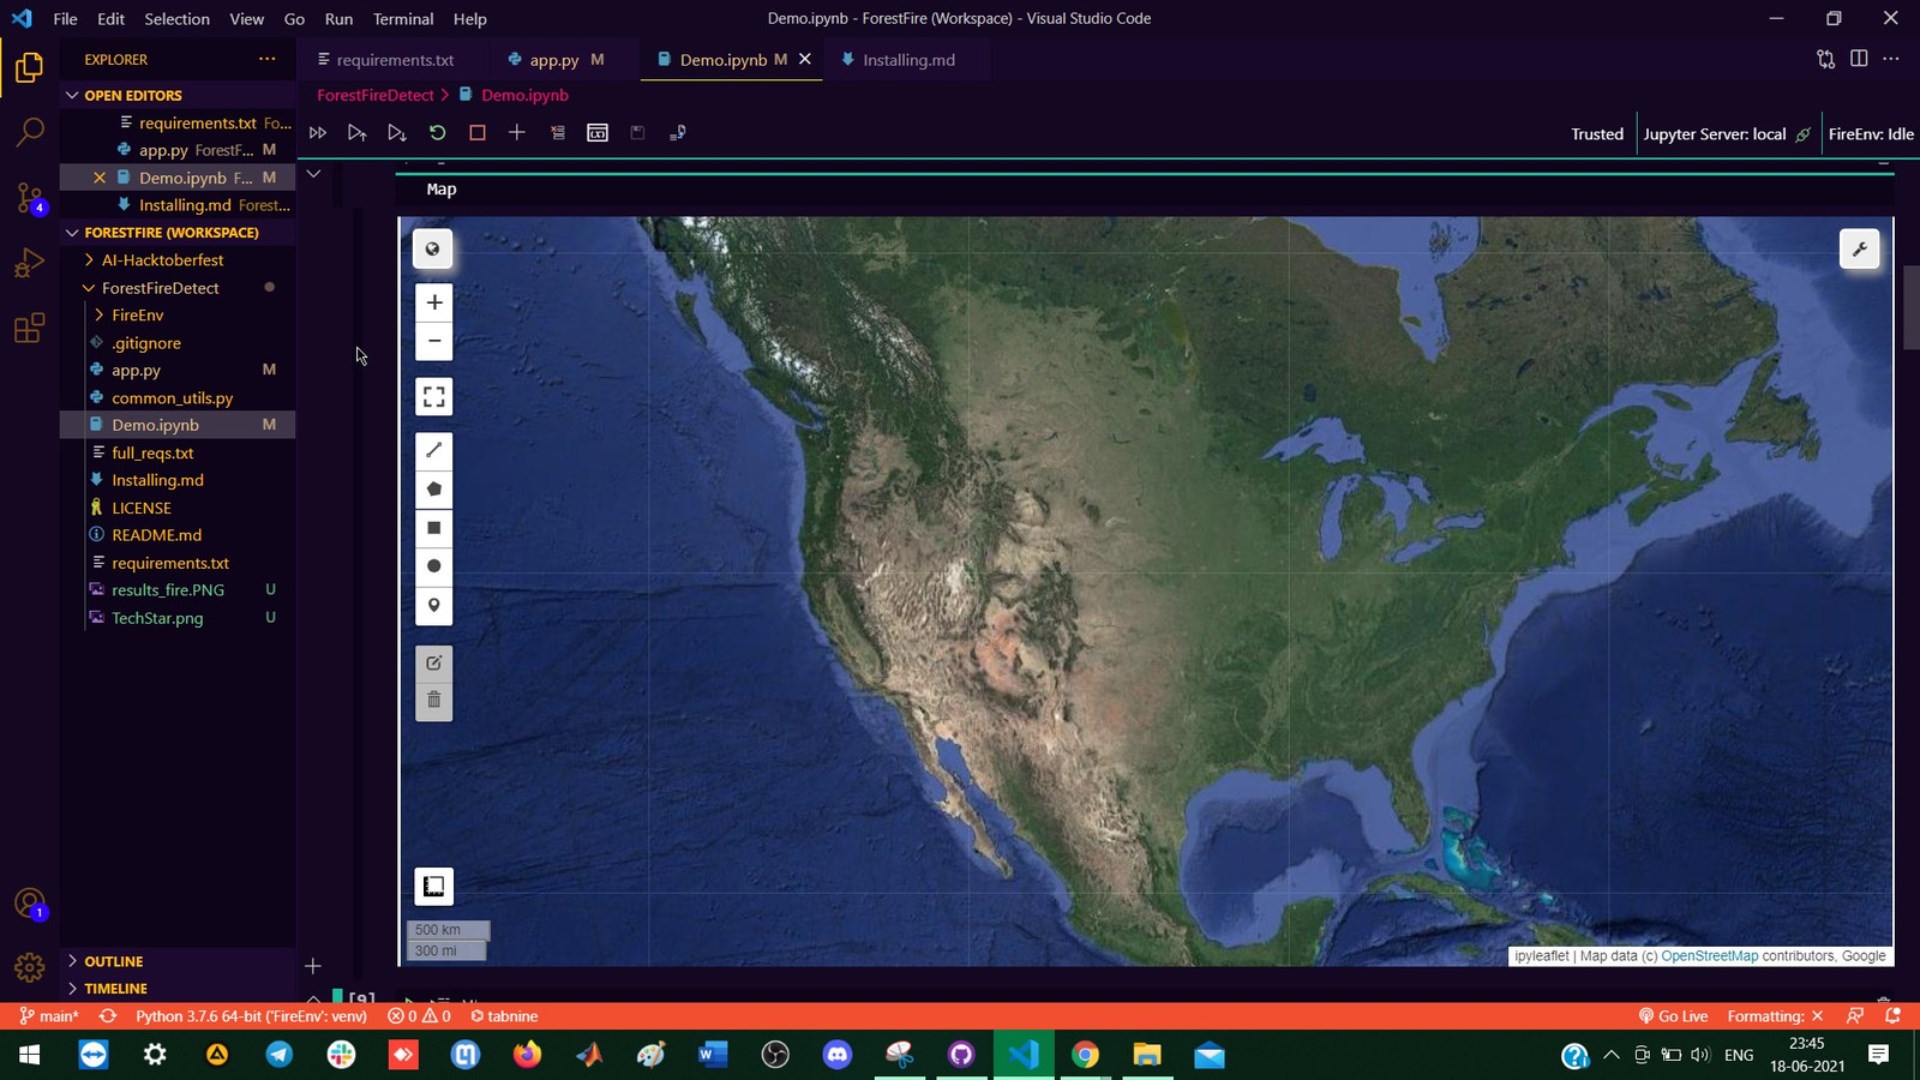 File Edit Selection View Go Run Terminal Help
Demo.ipynb - ForestFire (Workspace) - Visual Studio Code
EXPLORER
requirements.txt
app.py M
Demo.ipynb M
Installing.md
OPEN EDITORS
requirements.txt Fo...
app.py ForestF... M
Demo.ipynb F... M
Installing.md Forest...
FORESTFIRE (WORKSPACE)
AI-Hacktoberfest
ForestFireDetect
FireEnv
.gitignore
app.py M
common_utils.py
Demo.ipynb M
full_reqs.txt
Installing.md
LICENSE
README.md
requirements.txt
results_fire.PNG U
TechStar.png U
OUTLINE
TIMELINE
4
1
ForestFireDetect > Demo.ipynb
Trusted
Jupyter Server: local
FireEnv: Idle
Map
500 km
300 mi
ipyleaflet | Map data (c) OpenStreetMap contributors, Google
[9]
main*
Python 3.7.6 64-bit ('FireEnv': venv)
0 0
tabnine
Go Live
Formatting: ×
ENG
23:45
18-06-2021